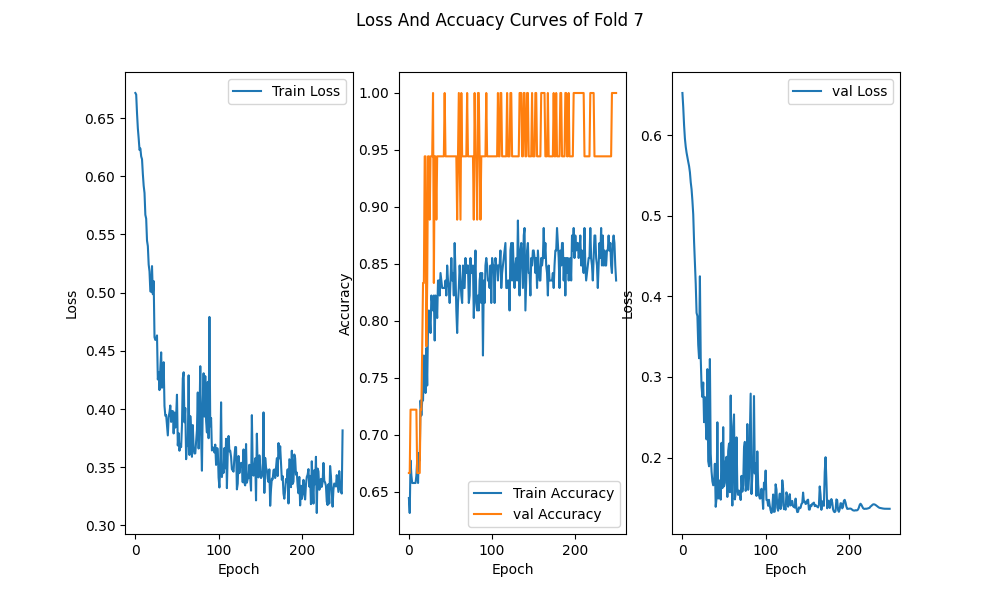 Loss And Accuacy Curves of Fold 7
Train Loss
0.65
0.60
0.55
0.50
0.45
0.40
0.35
0.30
Loss
0
100
200
Epoch
1.00
0.95
0.90
0.85
0.80
0.75
0.70
0.65
Accuracy
Train Accuracy
val Accuracy
0
100
200
Epoch
val Loss
0.6
0.5
0.4
0.3
0.2
Loss
0
100
200
Epoch